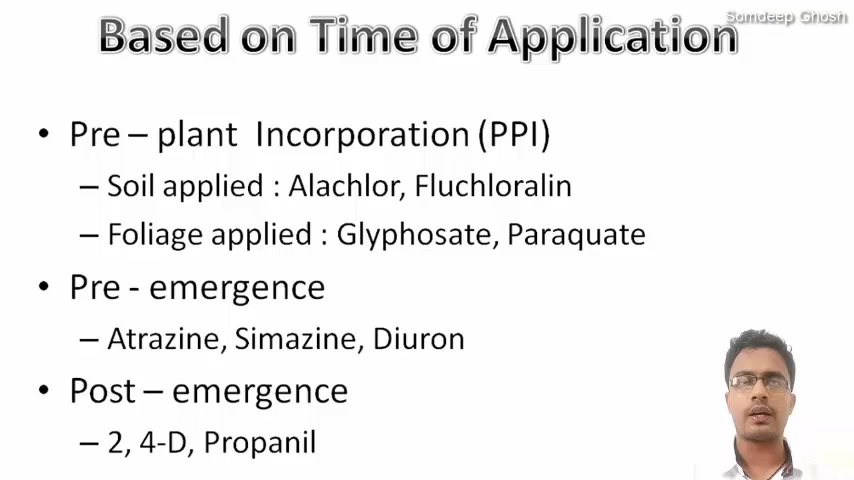 Somdeep Ghosh
Based on Time of Application
• Pre – plant Incorporation (PPI)
– Soil applied : Alachlor, Fluchloralin
– Foliage applied : Glyphosate, Paraquate
• Pre - emergence
– Atrazine, Simazine, Diuron
• Post – emergence
– 2, 4-D, Propanil